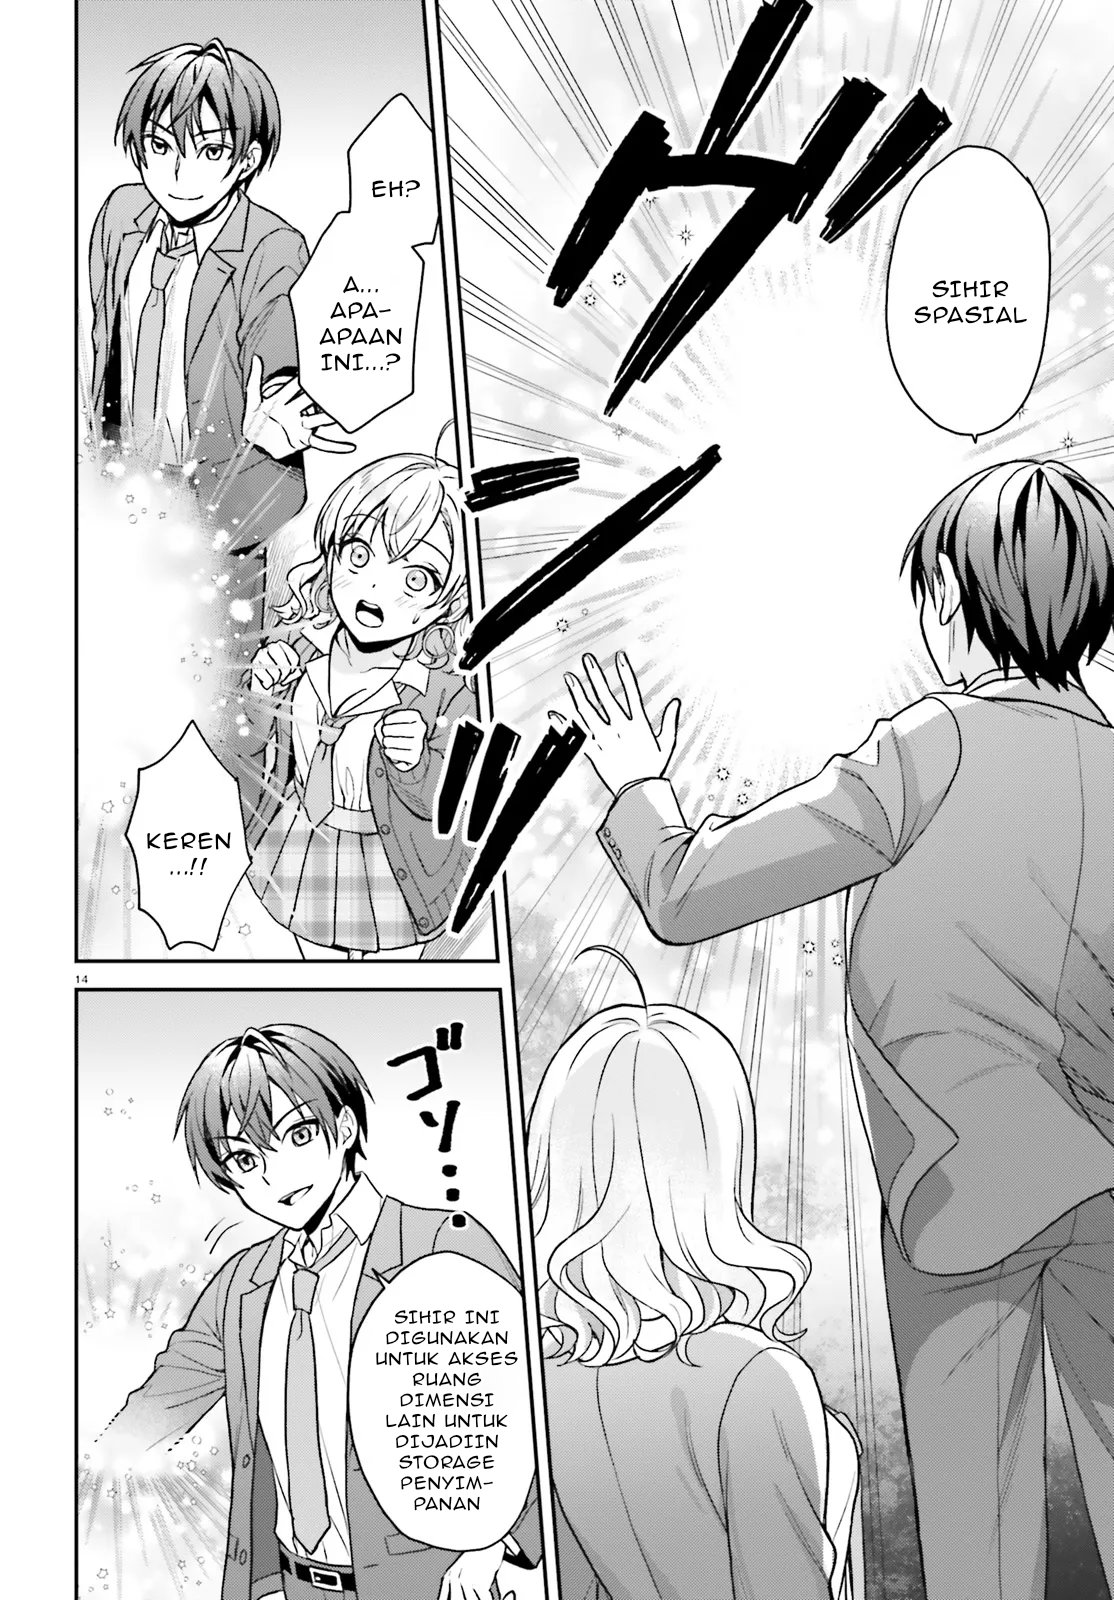 SIHIR
SPASIAL
ヴンッ
EH?
A...
APA-
APAAN
INI...?
KEREN
...!!
14
ゴソ...
SIHIR INI
DIGUNAKAN
UNTUK AKSES
RUANG
DIMENSI
LAIN UNTUK
DIJADIIN
STORAGE
PENYIM-
PANAN